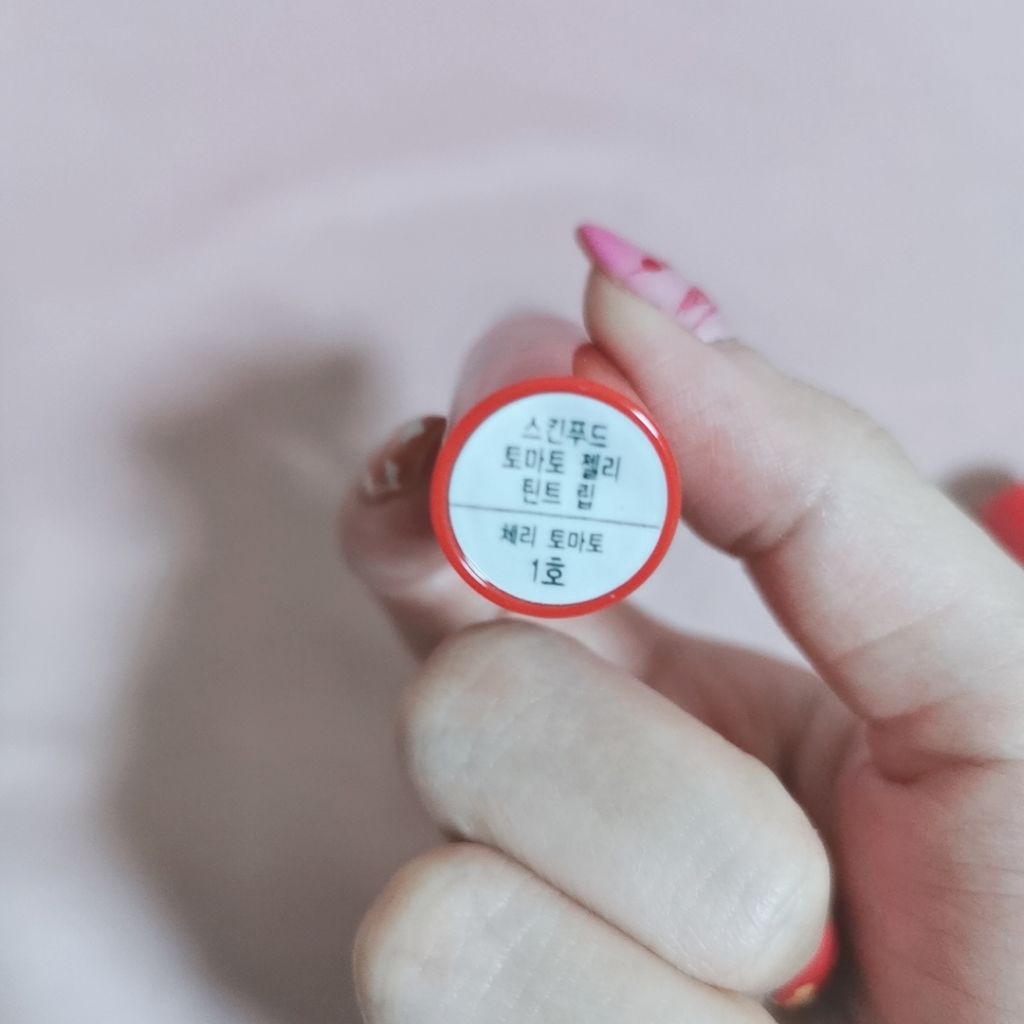 스킨푸드
토마토 젤리
틴트 립
체리 토마토
1호